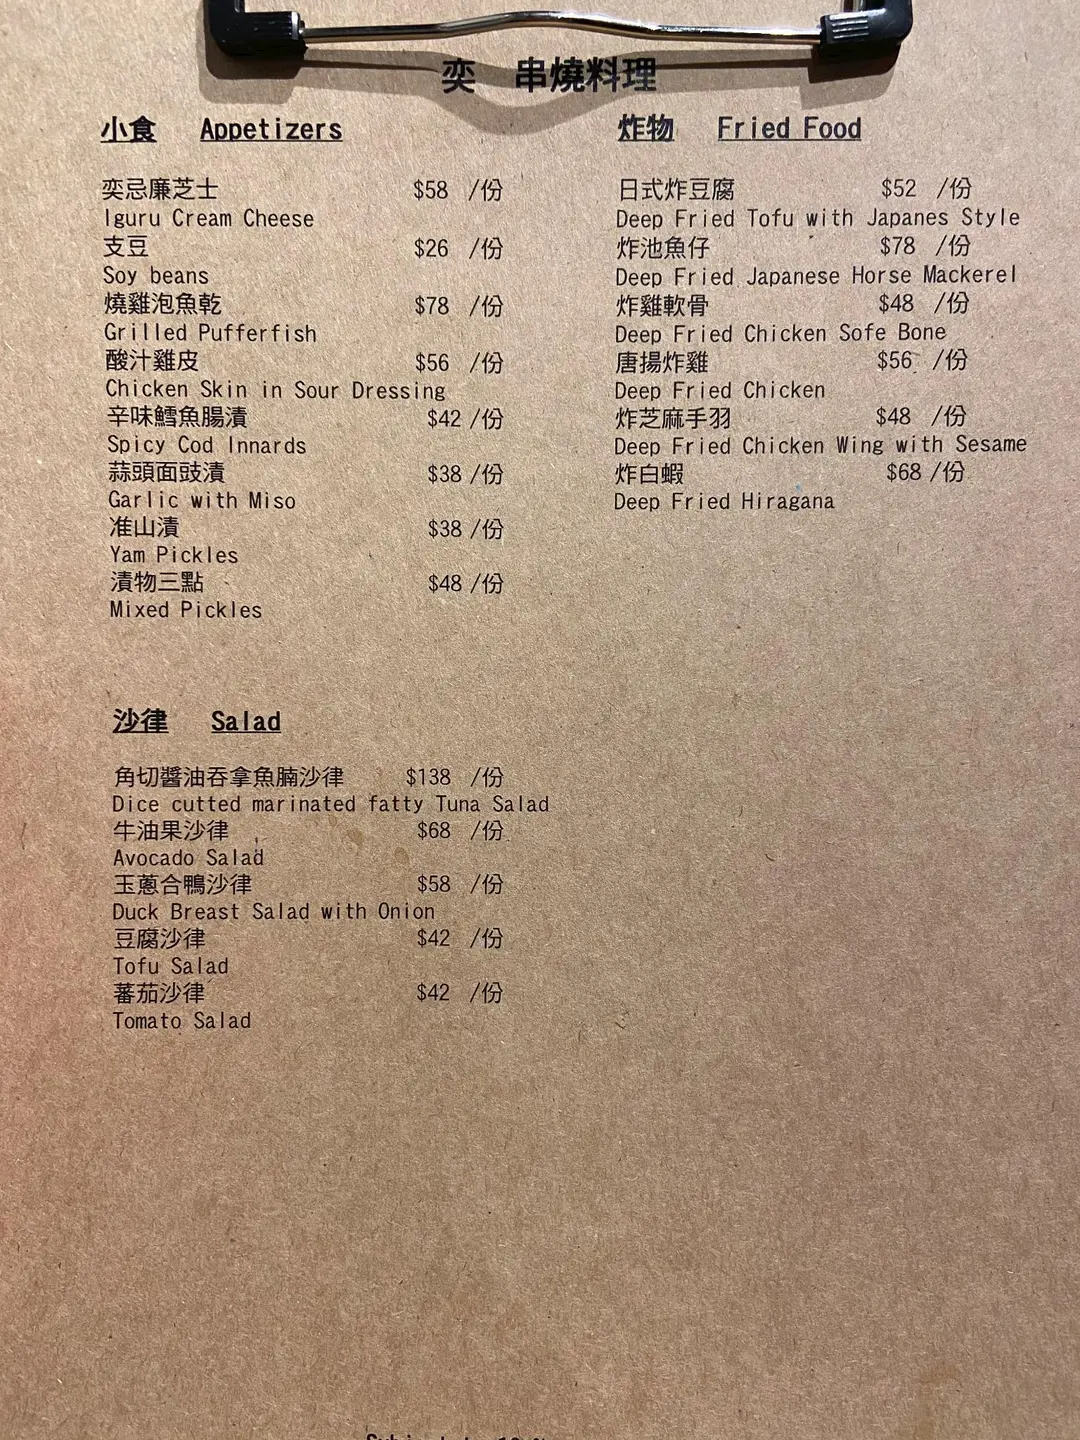 奕 串燒料理
小食 Appetizers
奕忌廉芝士 $58 /份
Iguru Cream Cheese
支豆 $26 /份
Soy beans
燒雞泡魚乾 $78 /份
Grilled Pufferfish
酸汁雞皮 $56 /份
Chicken Skin in Sour Dressing
辛味鱈魚腸漬 $42 /份
Spicy Cod Innards
蒜頭面豉漬 $38 /份
Garlic with Miso
准山漬 $38 /份
Yam Pickles
漬物三點 $48 /份
Mixed Pickles
沙律 Salad
角切醬油吞拿魚腩沙律 $138 /份
Dice cutted marinated fatty Tuna Salad
牛油果沙律 $68 /份
Avocado Salad
玉蔥合鴨沙律 $58 /份
Duck Breast Salad with Onion
豆腐沙律 $42 /份
Tofu Salad
蕃茄沙律 $42 /份
Tomato Salad
炸物 Fried Food
日式炸豆腐 $52 /份
Deep Fried Tofu with Japanes Style
炸池魚仔 $78 /份
Deep Fried Japanese Horse Mackerel
炸雞軟骨 $48 /份
Deep Fried Chicken Sofe Bone
唐揚炸雞 $56 /份
Deep Fried Chicken
炸芝麻手羽 $48 /份
Deep Fried Chicken Wing with Sesame
炸白蝦 $68 /份
Deep Fried Hiragana